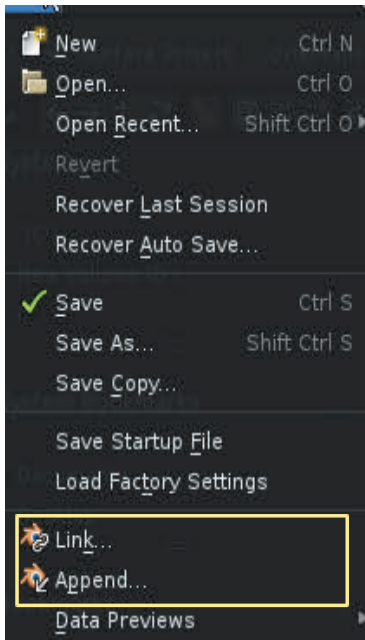 New Ctrl N
Open... Ctrl O
Open Recent... Shift Ctrl O
Revert
Recover Last Session
Recover Auto Save...
Save Ctrl S
Save As... Shift Ctrl S
Save Copy...
Save Startup File
Load Factory Settings
Link...
Append...
Data Previews